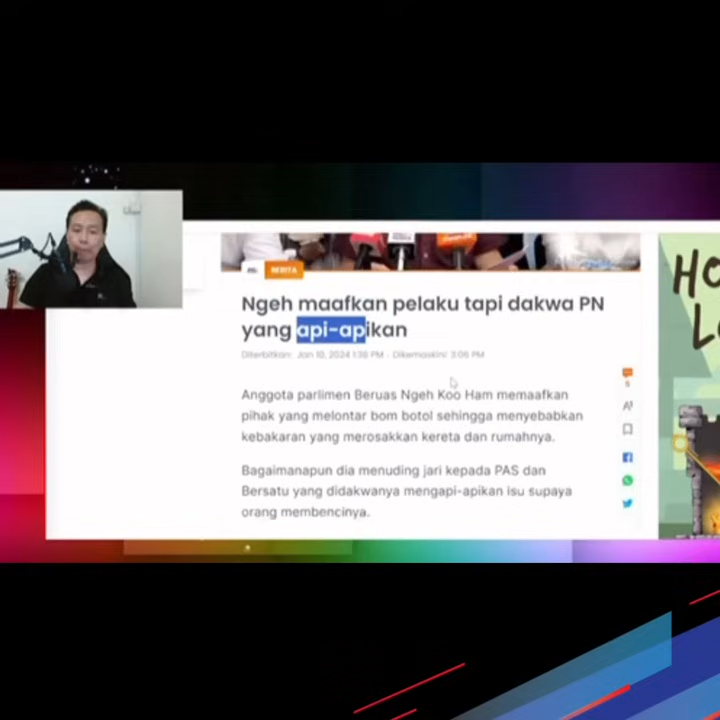 BERITA
Ngeh maafkan pelaku tapi dakwa PN
yang api-apikan
Diterbitkan: Jan 10, 2024 1:38 PM · Dikemaskini: 3:06 PM
Anggota parlimen Beruas Ngeh Koo Ham memaafkan
pihak yang melontar bom botol sehingga menyebabkan
kebakaran yang merosakkan kereta dan rumahnya.
Bagaimanapun dia menuding jari kepada PAS dan
Bersatu yang didakwanya mengapi-apikan isu supaya
orang membencinya.